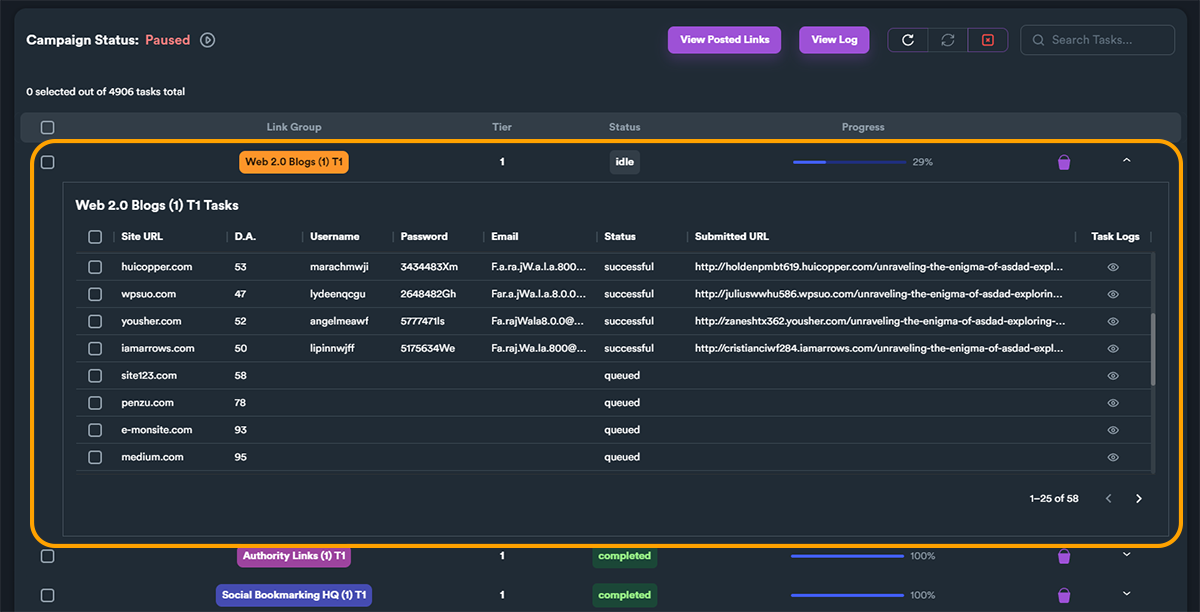 Campaign Status: Paused View Posted Links View Log Search Tasks...
0 selected out of 4906 tasks total
Link Group Tier Status Progress
Web 2.0 Blogs (1) T1 1 idle 29%
Web 2.0 Blogs (1) T1 Tasks
Site URL D.A. Username Password Email Status Submitted URL Task Logs
huicopper.com 53 marachmwji 3434483Xm F.a.ra.jW.a.l.a.800... successful http://holdenpmbt619.huicopper.com/unraveling-the-enigma-of-asdad-expl...
wpsuo.com 47 lydeenqcgu 2648482Gh Far.a.jWa.l.a.8.0.0... successful http://juliuswwhu586.wpsuo.com/unraveling-the-enigma-of-asdad-explorin...
yousher.com 52 angelmeawf 5777471ls Fa.rajWala8.0.0@... successful http://zaneshtx362.yousher.com/unraveling-the-enigma-of-asdad-exploring-...
iamarrows.com 50 lipinnwjff 5175634We Fa.raj.Wa.la.800@... successful http://cristianciwf284.iamarrows.com/unraveling-the-enigma-of-asdad-expl...
site123.com 58 queued
penzu.com 78 queued
e-monsite.com 93 queued
medium.com 95 queued
1–25 of 58
Authority Links (1) T1 1 completed 100%
Social Bookmarking HQ (1) T1 1 completed 100%